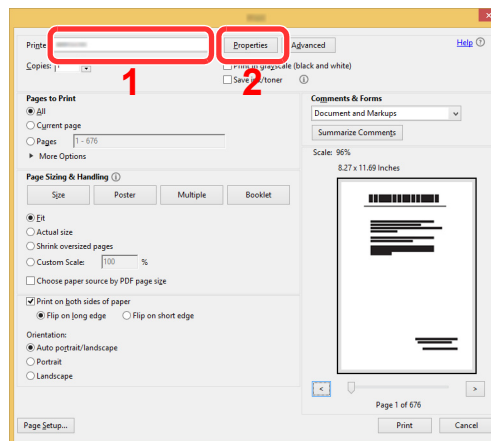 Printer
Properties
Advanced
Help
1
2
Copies:
Print in grayscale (black and white)
Save ink/toner
Pages to Print
All
Current page
Pages 1 - 676
More Options
Comments & Forms
Document and Markups
Summarize Comments
Scale: 96%
8.27 x 11.69 Inches
Page Sizing & Handling
Size
Poster
Multiple
Booklet
Fit
Actual size
Shrink oversized pages
Custom Scale: 100 %
Choose paper source by PDF page size
Print on both sides of paper
Flip on long edge
Flip on short edge
Orientation:
Auto portrait/landscape
Portrait
Landscape
<
>
Page 1 of 676
Page Setup...
Print
Cancel